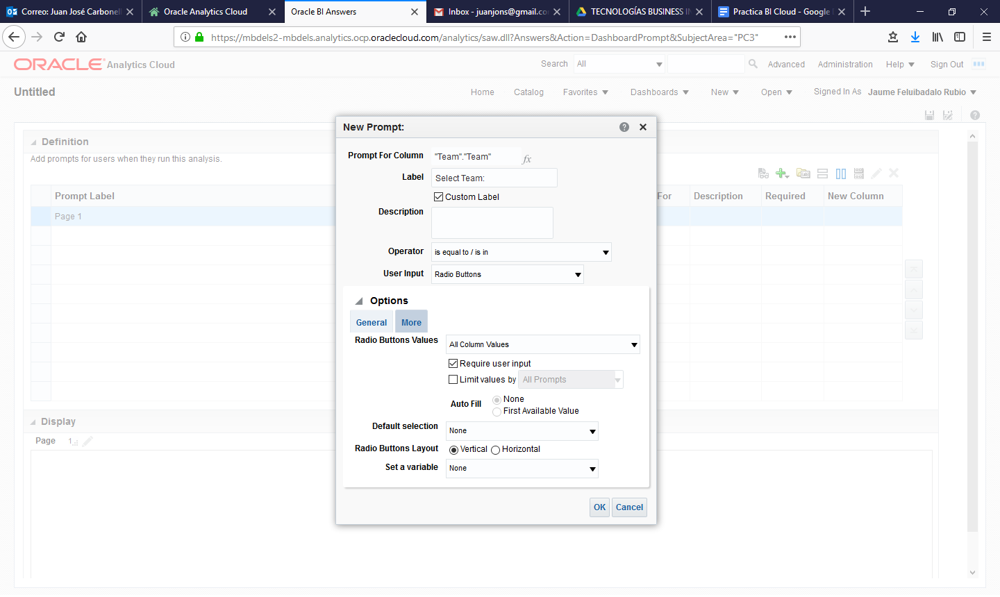 Correo: Juan José Carbonell
Oracle Analytics Cloud
Oracle BI Answers
Inbox - juanjons@gmail.co
TECNOLOGÍAS BUSINESS IN
Practica BI Cloud - Google
https://mbdels2-mbdels.analytics.ocp.oraclecloud.com/analytics/saw.dll?Answers&Action=DashboardPrompt&SubjectArea="PC3"
ORACLE Analytics Cloud
Search All Advanced Administration Help Sign Out
Untitled
Home Catalog Favorites Dashboards New Open Signed In As Jaume Feluibadalo Rubio
New Prompt:
Definition
Add prompts for users when they run this analysis.
Prompt Label For Description Required New Column
Page 1
Prompt For Column "Team"."Team" fx
Label Select Team:
Custom Label
Description
Operator is equal to / is in
User Input Radio Buttons
Options
General More
Radio Buttons Values All Column Values
Require user input
Limit values by All Prompts
Auto Fill None
First Available Value
Default selection None
Radio Buttons Layout Vertical Horizontal
Set a variable None
OK Cancel
Display
Page 1